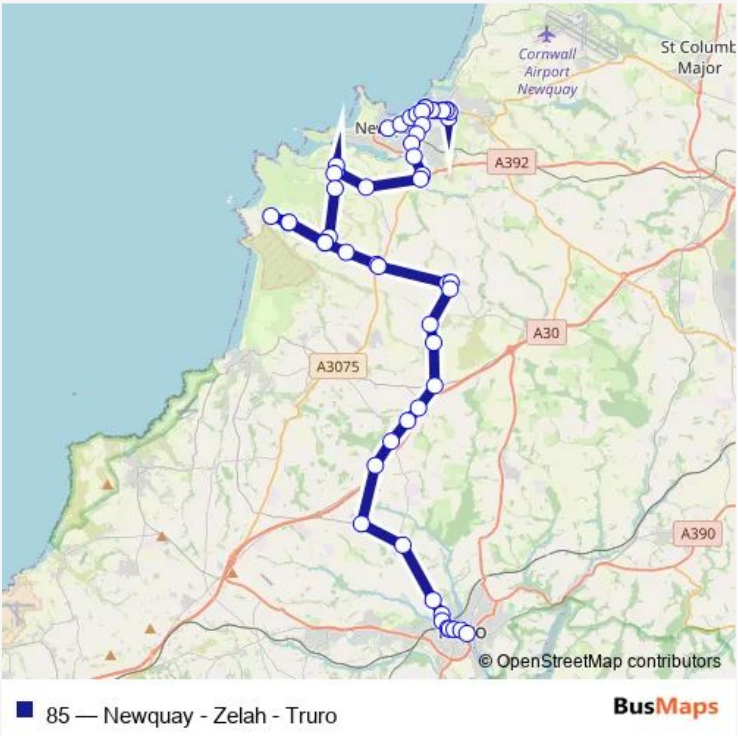 St Columb
Major
Cornwall
Airport
Newquay
A392
A30
A3075
A390
© OpenStreetMap contributors
85 — Newquay - Zelah - Truro
BusMaps